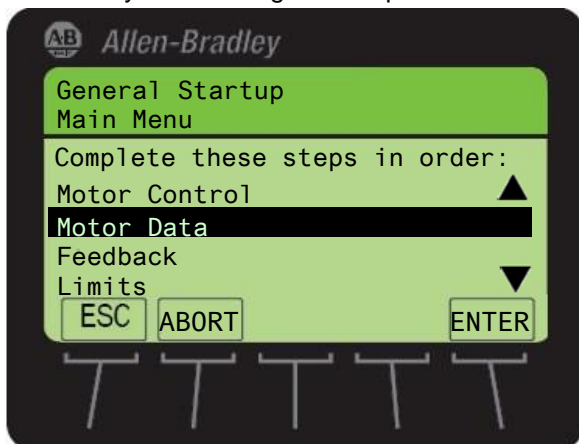 AB Allen-Bradley
General Startup
Main Menu
Complete these steps in order:
Motor Control
Motor Data
Feedback
Limits
ESC ABORT ENTER